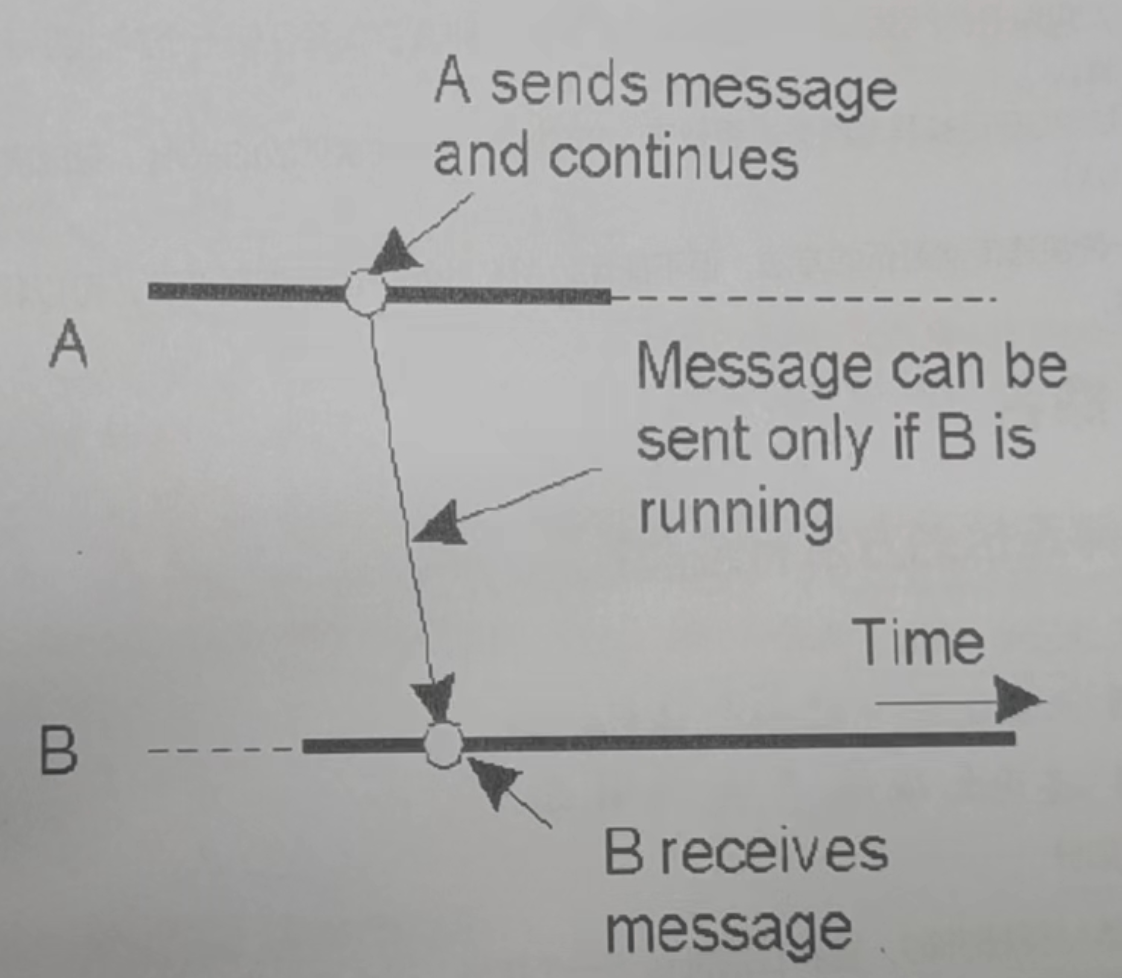 A sends message
and continues
A
Message can be
sent only if B is
running
Time
B
B receives
message